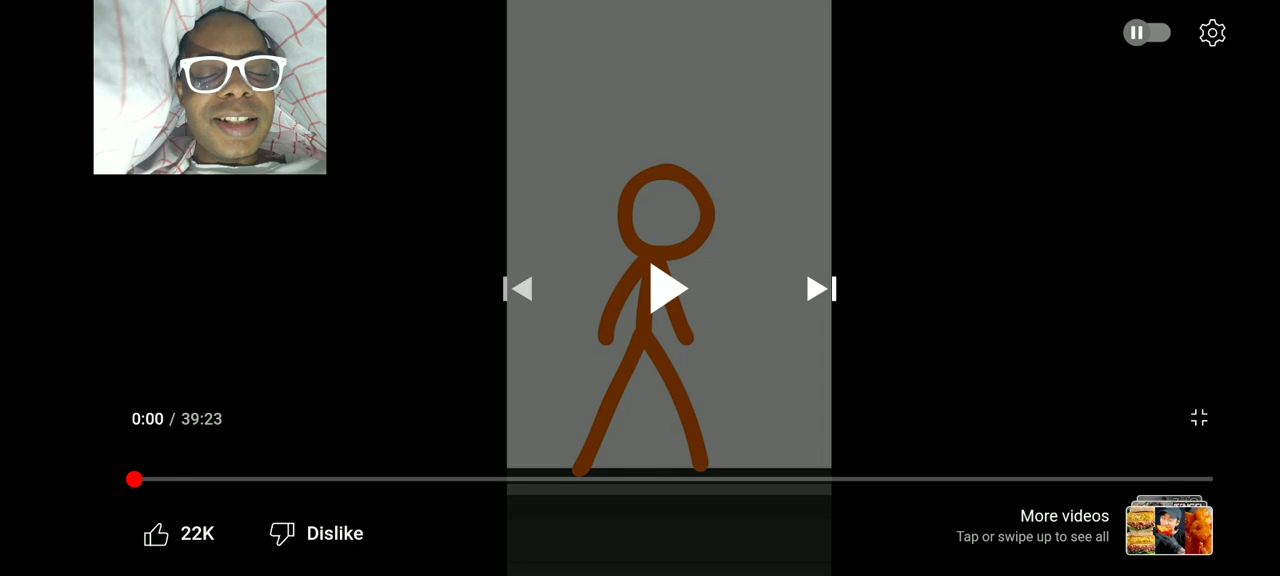 0:00 / 39:23
22K
Dislike
More videos
Tap or swipe up to see all